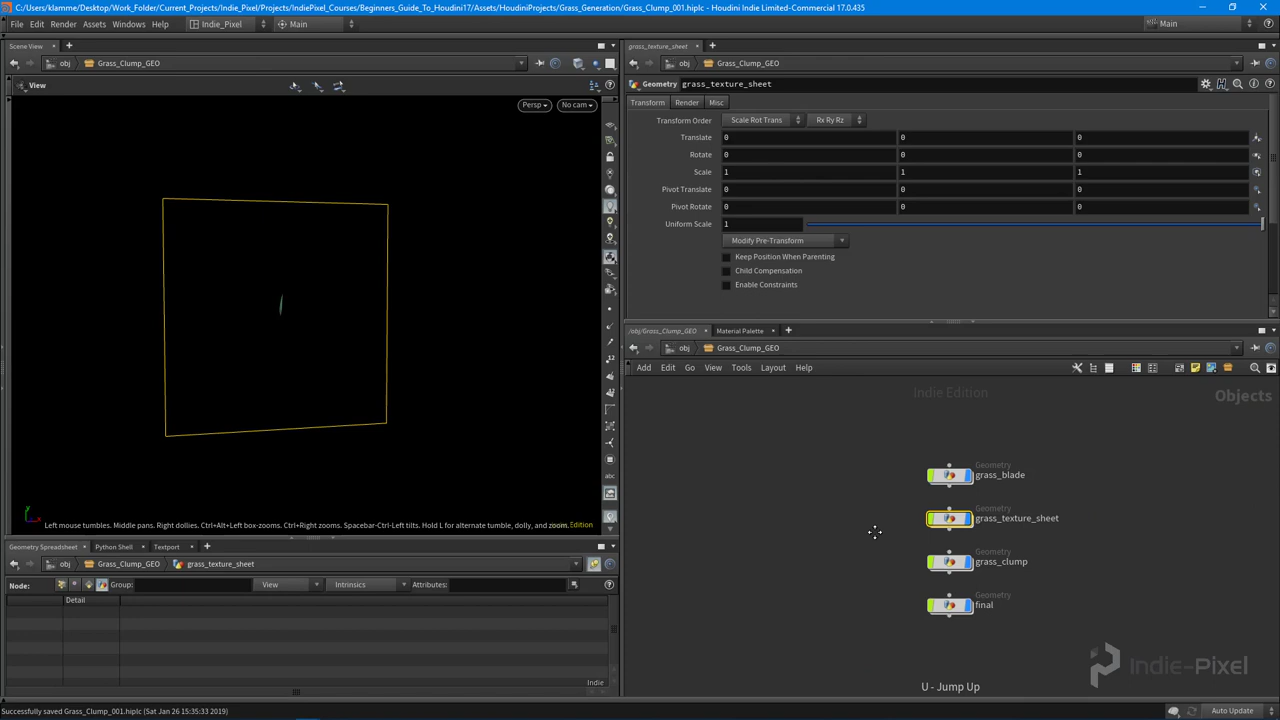 C:/Users/klamme/Desktop/Work_Folder/Current_Projects/Indie_Pixel/Projects/IndiePixel_Courses/Beginners_Guide_To_Houdini17/Assets/HoudiniProjects/Grass_Generation/Grass_Clump_001.hiplc - Houdini Indie Limited-Commercial 17.0.435
File Edit Render Assets Windows Help Indie_Pixel Main Main
Scene View
obj Grass_Clump_GEO
View
Persp No cam
Left mouse tumbles. Middle pans. Right dollies. Ctrl+Alt+Left box-zooms. Ctrl+Right zooms. Spacebar-Ctrl-Left tilts. Hold L for alternate tumble, dolly, and zoom. Edition
Geometry Spreadsheet Python Shell Textport
obj Grass_Clump_GEO grass_texture_sheet
Node: Group: View Intrinsics Attributes:
Detail
Indie
grass_texture_sheet
obj Grass_Clump_GEO
Geometry grass_texture_sheet
Transform Render Misc
Transform Order Scale Rot Trans Rx Ry Rz
Translate 0 0 0
Rotate 0 0 0
Scale 1 1 1
Pivot Translate 0 0 0
Pivot Rotate 0 0 0
Uniform Scale 1
Modify Pre-Transform
Keep Position When Parenting
Child Compensation
Enable Constraints
/obj/Grass_Clump_GEO Material Palette
obj Grass_Clump_GEO
Add Edit Go View Tools Layout Help
Indie Edition Objects
Geometry
grass_blade
Geometry
grass_texture_sheet
Geometry
grass_clump
Geometry
final
Indie-Pixel
U - Jump Up
Successfully saved Grass_Clump_001.hiplc (Sat Jan 26 15:35:33 2019) Auto Update